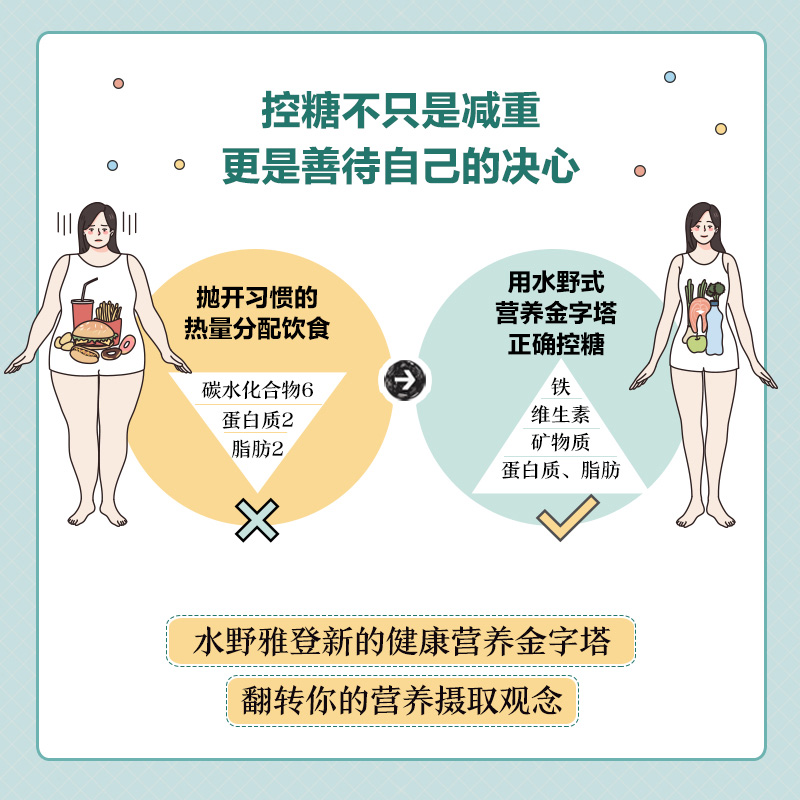 控糖不只是减重
更是善待自己的决心
抛开习惯的
热量分配饮食
碳水化合物6
蛋白质2
脂肪2
用水野式
营养金字塔
正确控糖
铁
维生素
矿物质
蛋白质、脂肪
水野雅登新的健康营养金字塔
翻转你的营养摄取观念